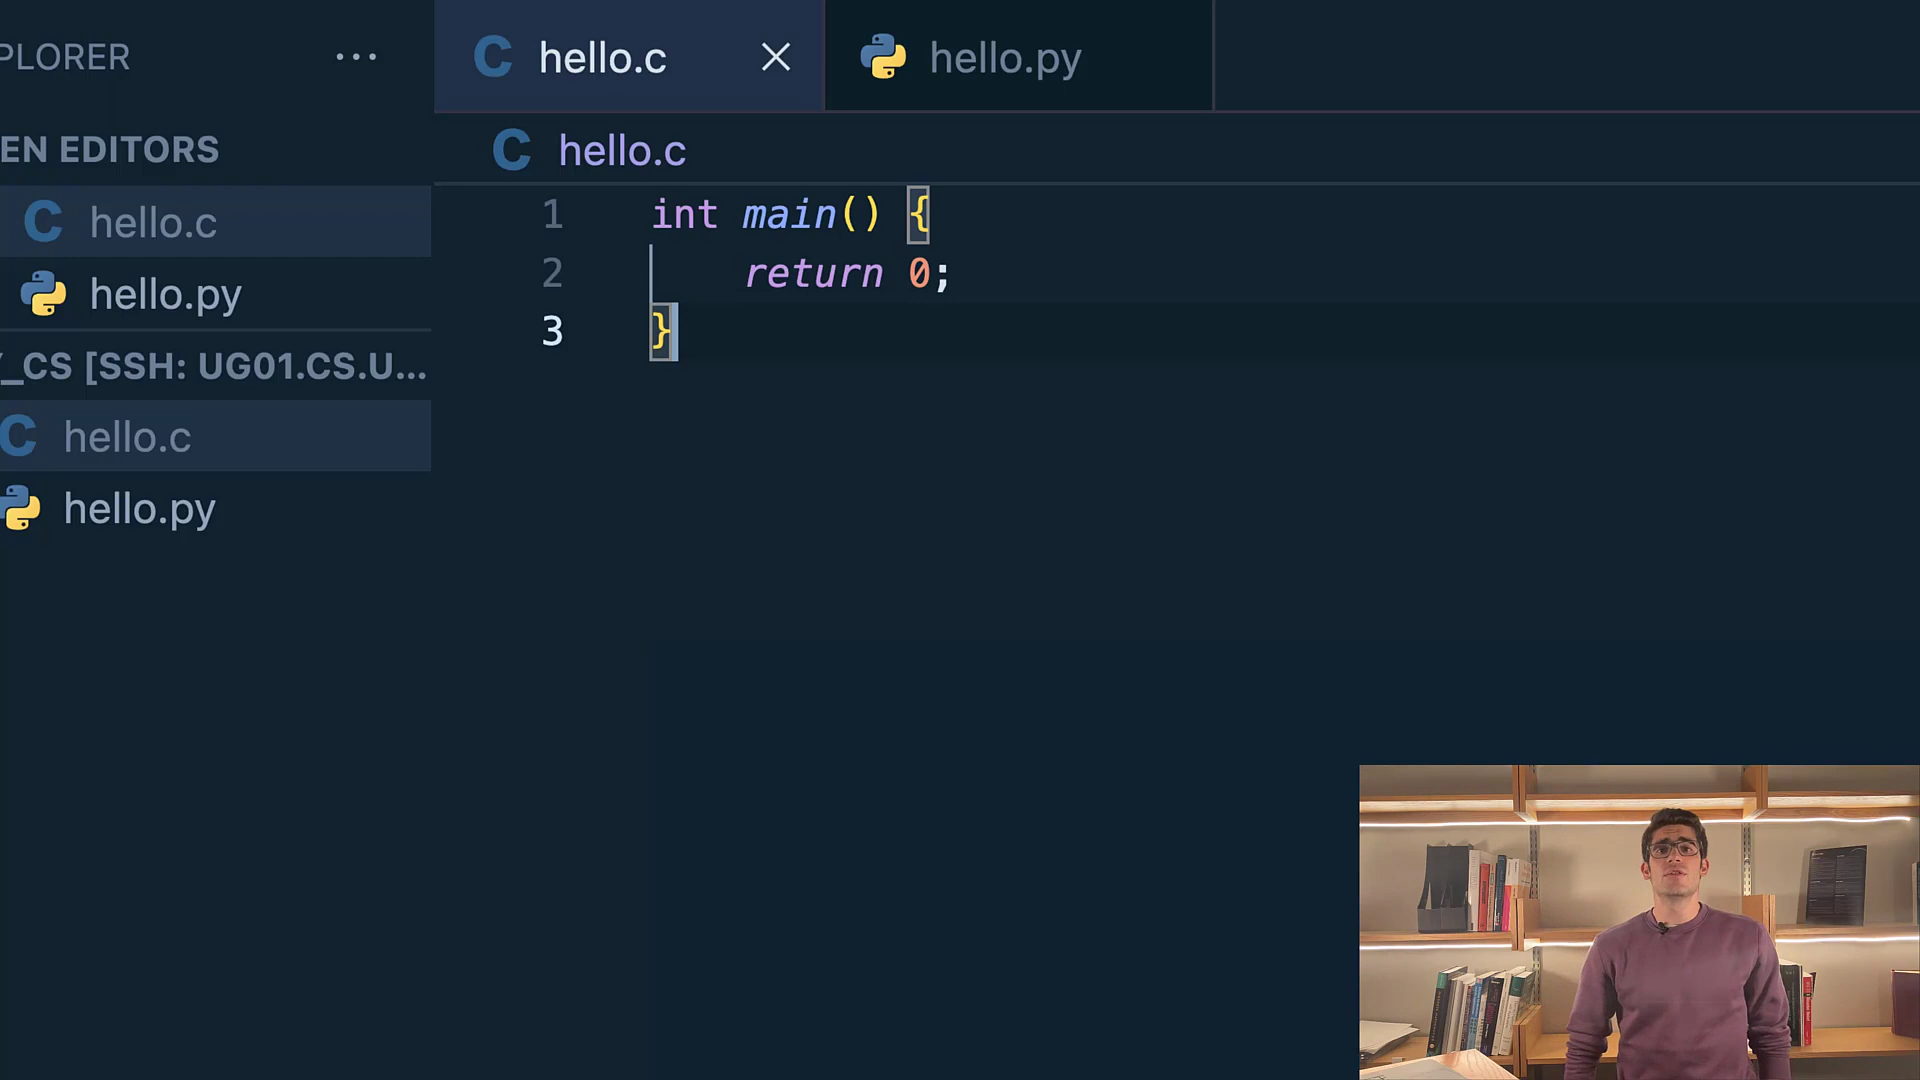 PLORER
hello.c
hello.py
EN EDITORS
hello.c
hello.py
_CS [SSH: UG01.CS.U...
hello.c
hello.py
hello.c
1 int main() {
2 return 0;
3 }